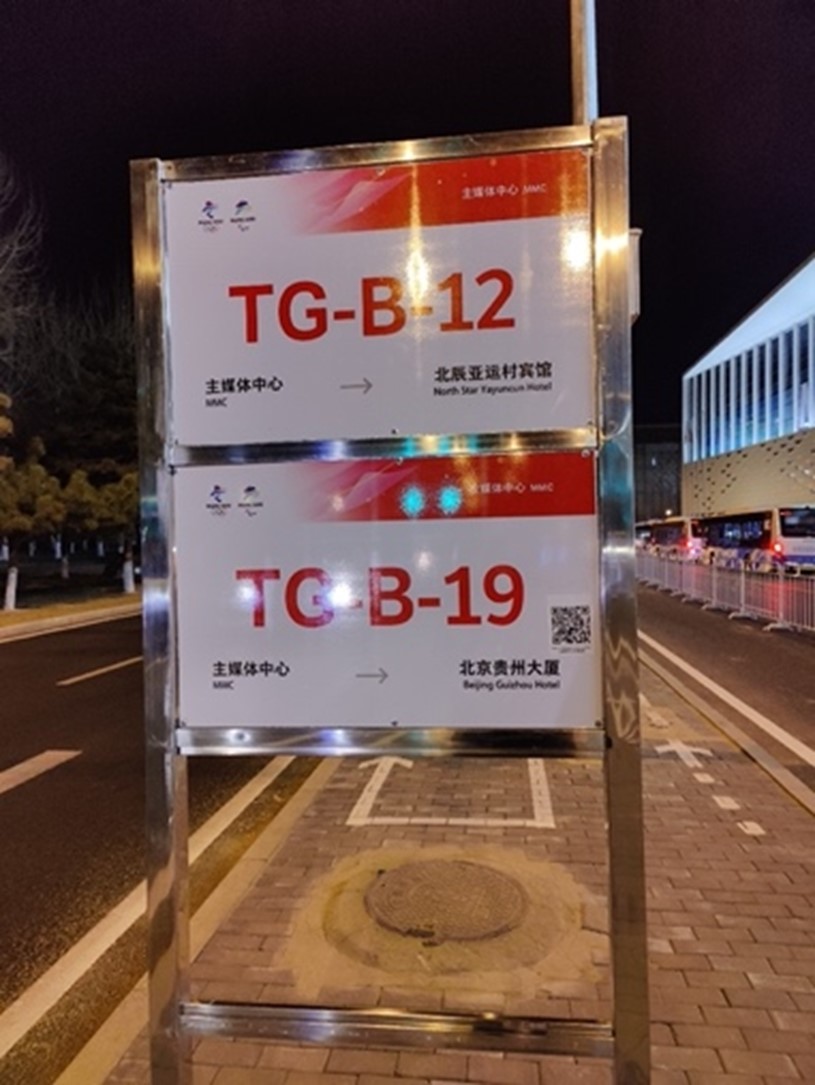 主媒体中心 MMC
TG-B-12
主媒体中心
MMC
→
北辰亚运村宾馆
North Star Yayuncun Hotel
主媒体中心 MMC
TG-B-19
主媒体中心
MMC
→
北京贵州大厦
Beijing Guizhou Hotel